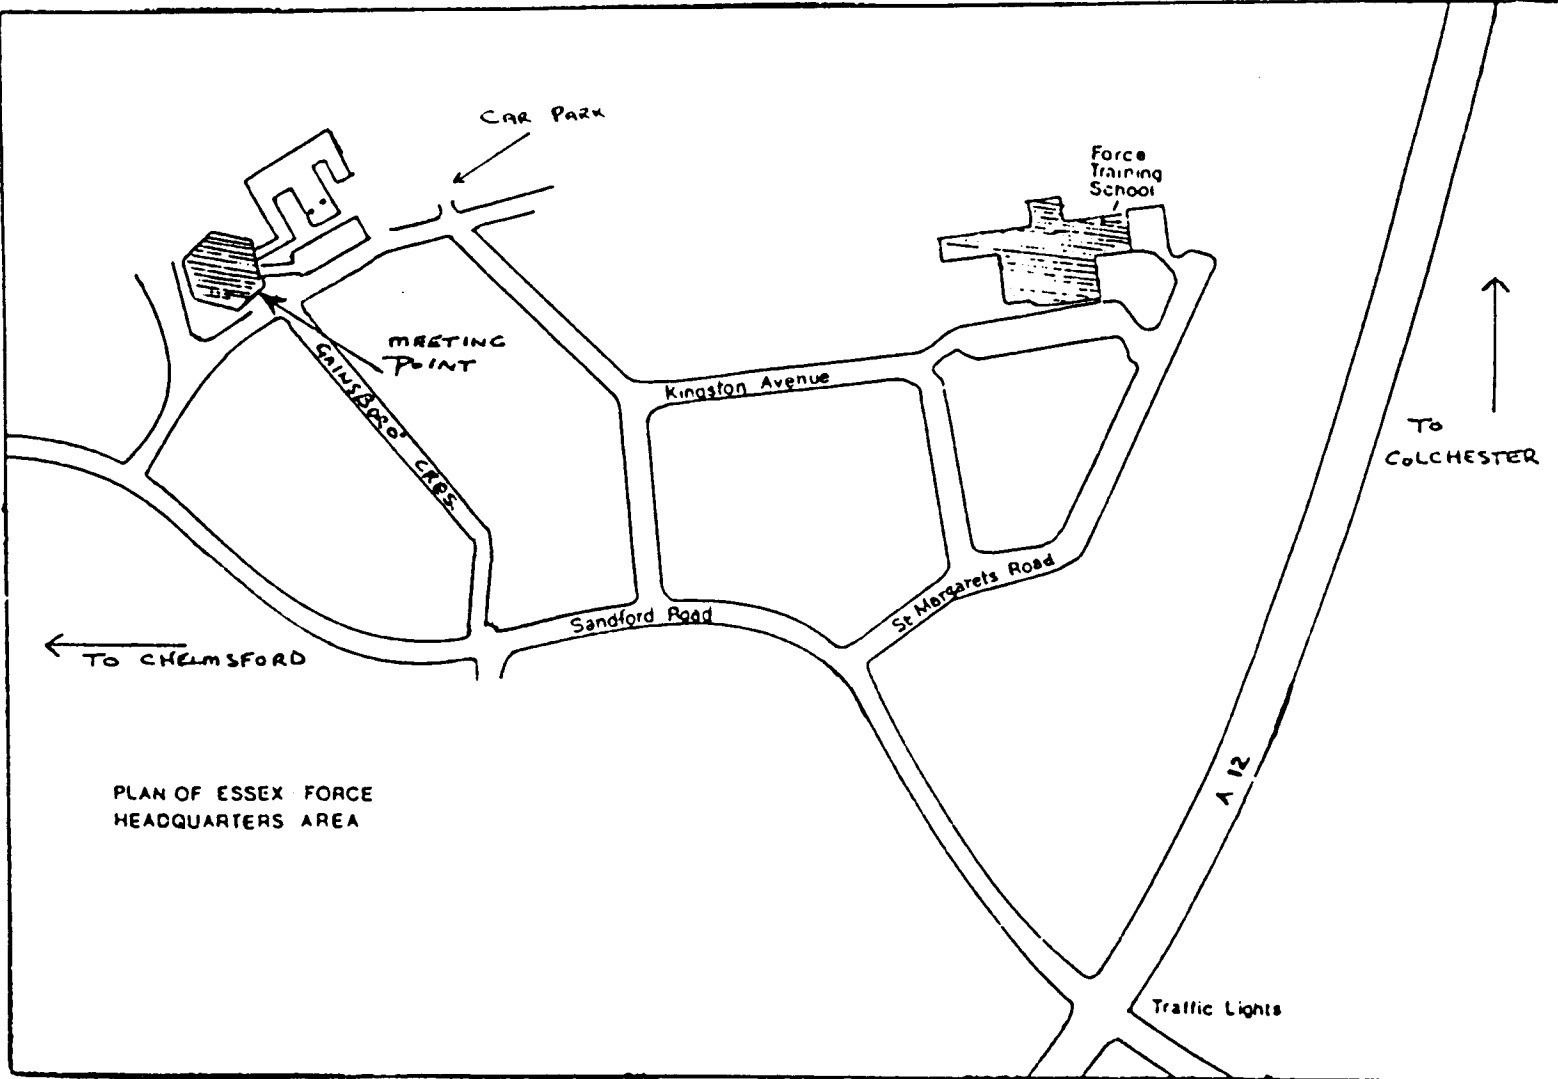 CAR PARK
Force
Training
School
MEETING
POINT
GAINSBORO' CRES.
Kingston Avenue
TO
COLCHESTER
St Margarets Road
Sandford Road
TO CHELMSFORD
A 12
PLAN OF ESSEX FORCE
HEADQUARTERS AREA
Traffic Lights